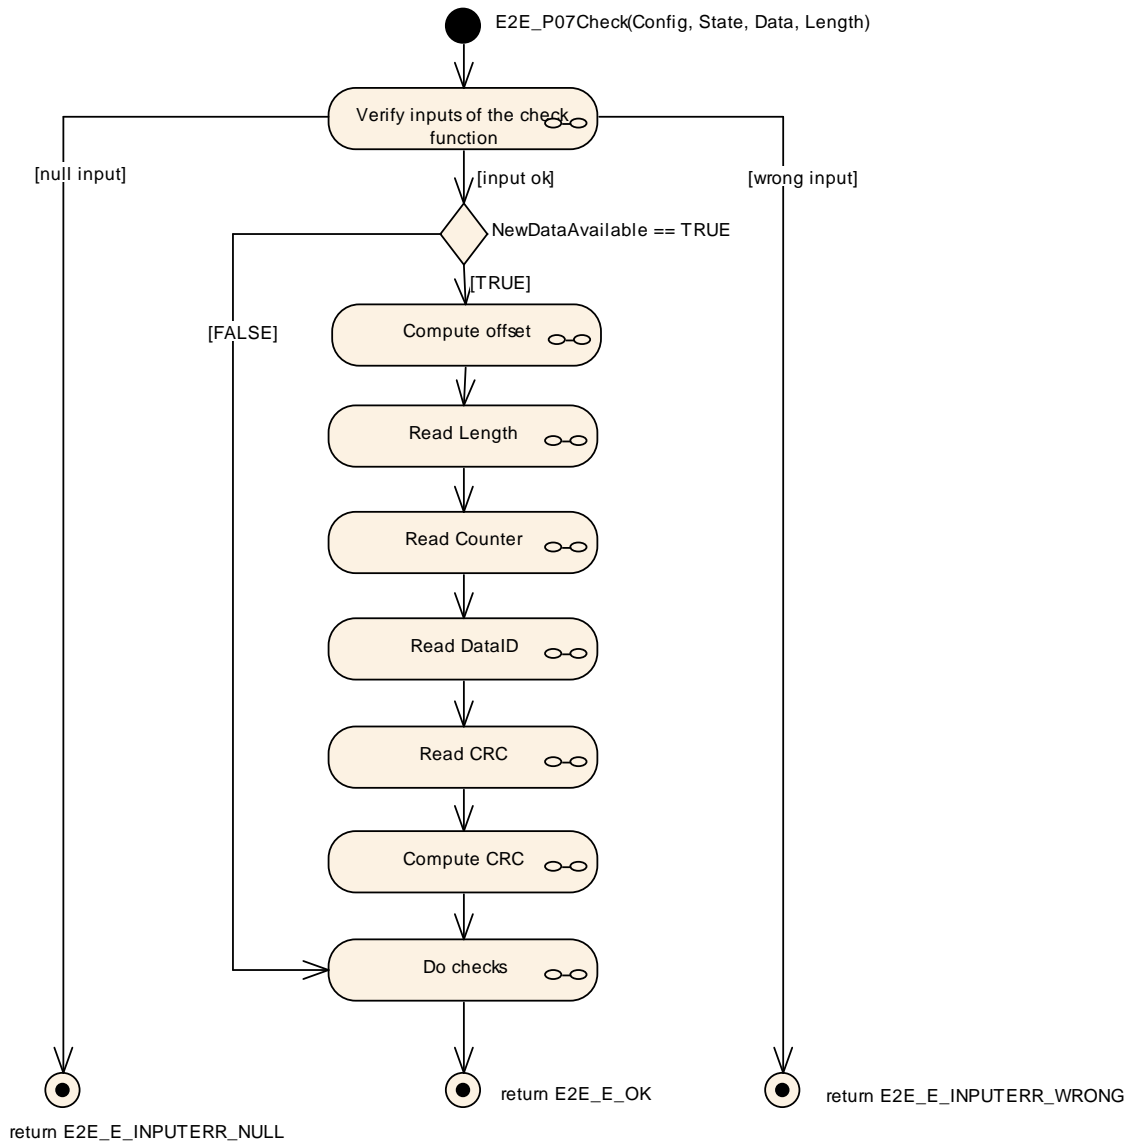 E2E_P07Check(Config, State, Data, Length)
Verify inputs of the check
function
[null input]
[input ok]
[wrong input]
NewDataAvailable == TRUE
[TRUE]
[FALSE]
Compute offset
Read Length
Read Counter
Read DataID
Read CRC
Compute CRC
Do checks
return E2E_E_OK
return E2E_E_INPUTERR_WRONG
return E2E_E_INPUTERR_NULL